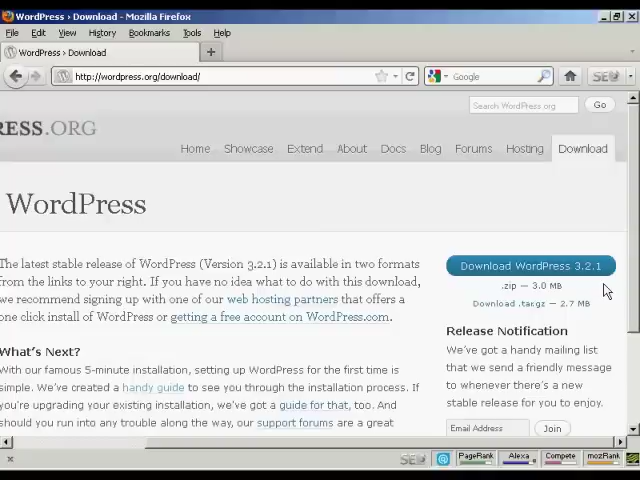 WordPress › Download - Mozilla Firefox
File Edit View History Bookmarks Tools Help
WordPress › Download
http://wordpress.org/download/
Google
SEO
Search WordPress.org
Go
RESS.ORG
Home Showcase Extend About Docs Blog Forums Hosting Download
WordPress
The latest stable release of WordPress (Version 3.2.1) is available in two formats
from the links to your right. If you have no idea what to do with this download,
we recommend signing up with one of our web hosting partners that offers a
one click install of WordPress or getting a free account on WordPress.com.
What's Next?
With our famous 5-minute installation, setting up WordPress for the first time is
simple. We've created a handy guide to see you through the installation process. If
you're upgrading your existing installation, we've got a guide for that, too. And
should you run into any trouble along the way, our support forums are a great
Download WordPress 3.2.1
.zip — 3.0 MB
Download .tar.gz — 2.7 MB
Release Notification
We've got a handy mailing list
that we send a friendly message
to whenever there's a new
stable release for you to enjoy.
Email Address
Join
SEO
PageRank
Alexa
Compete
mozRank